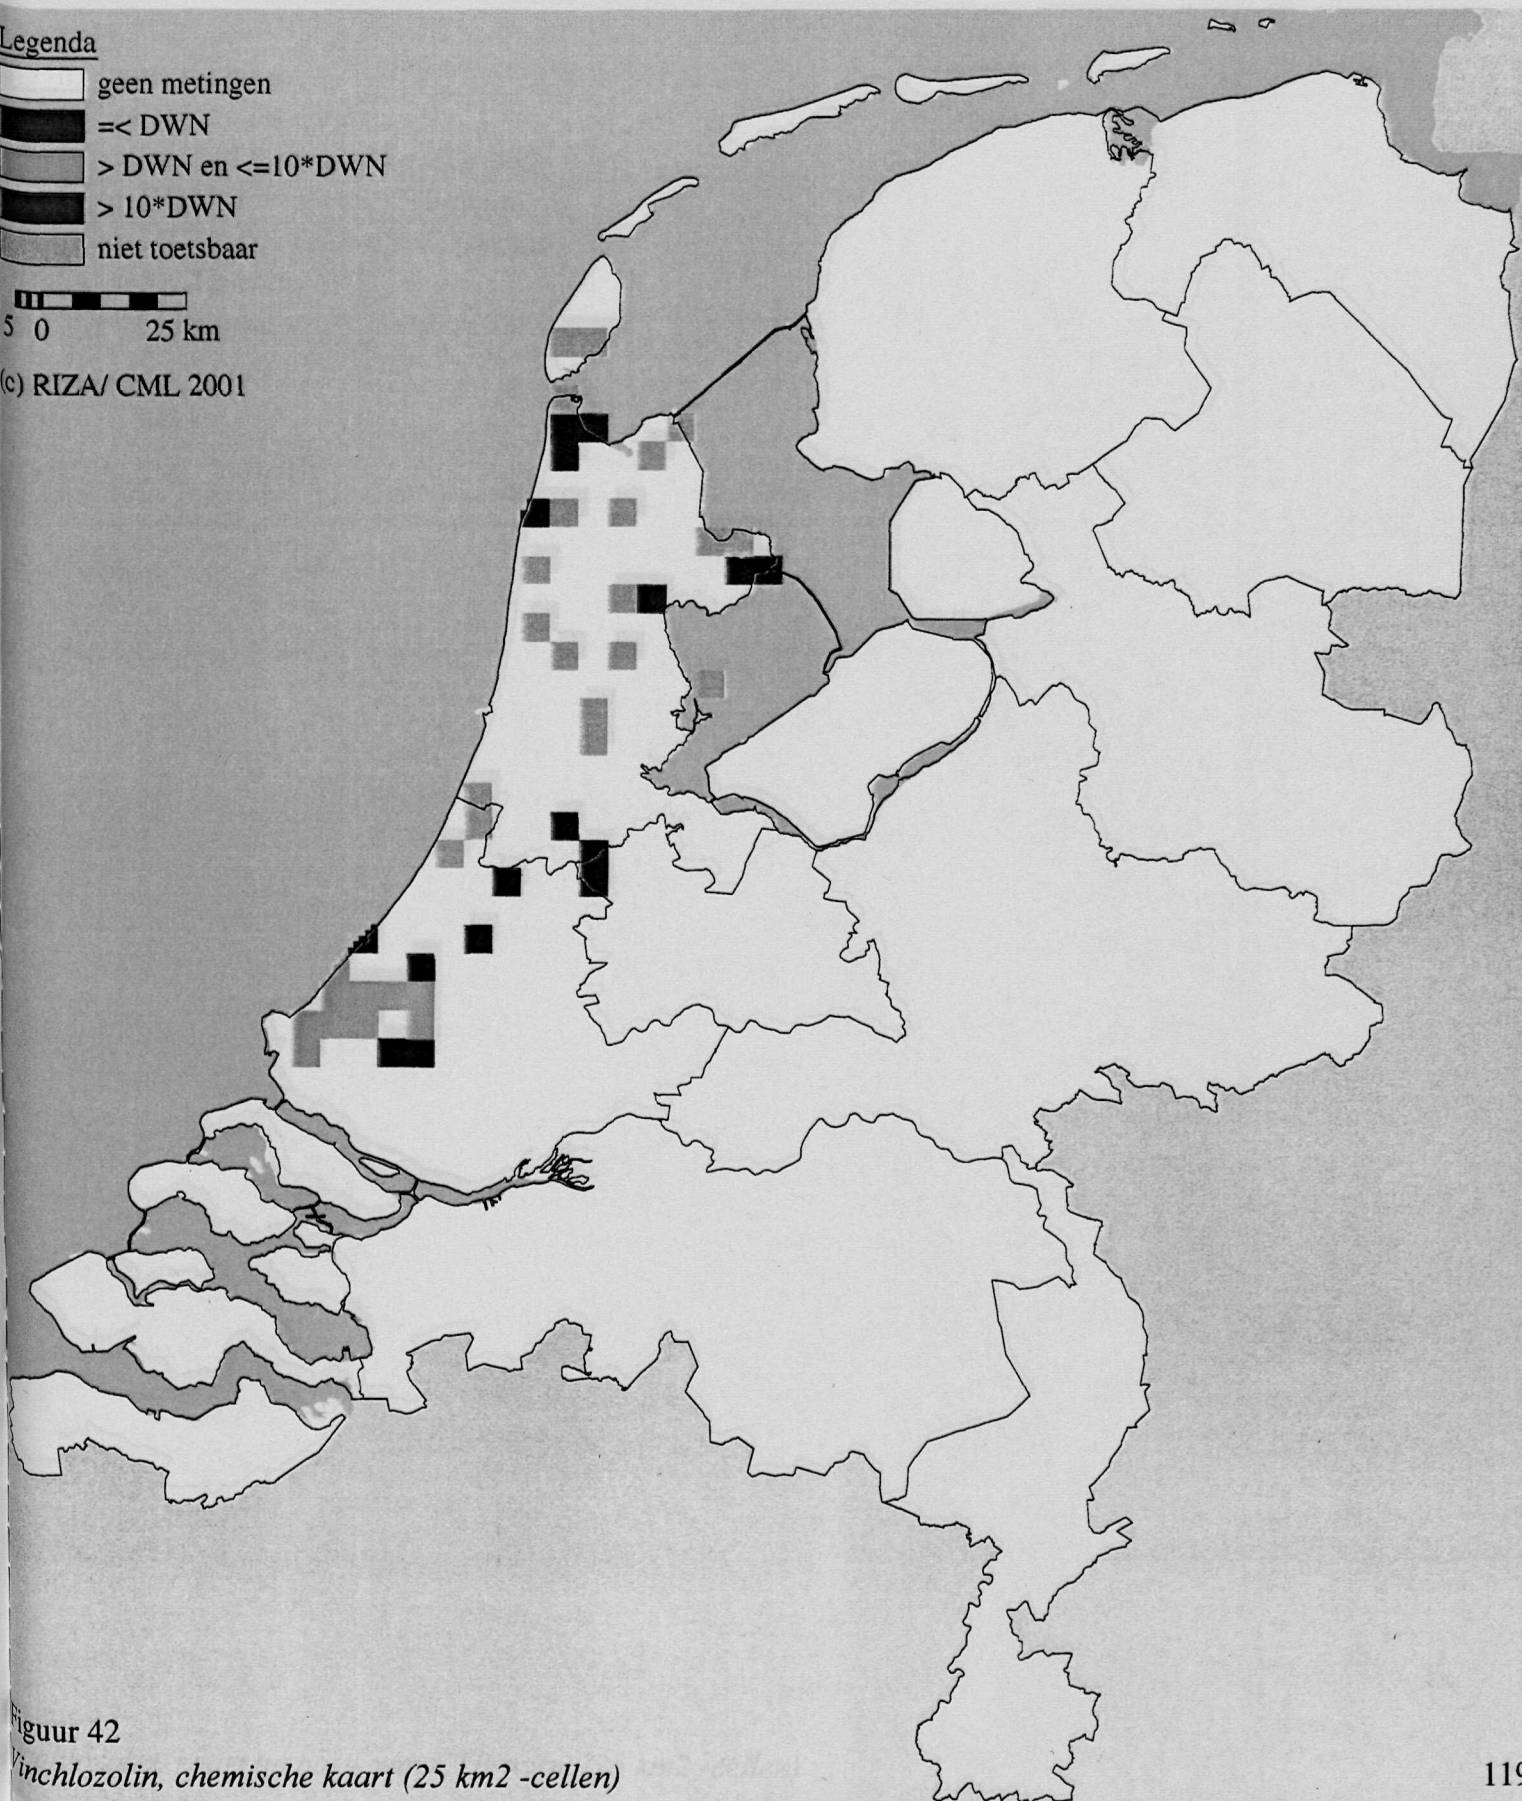 Legenda
geen metingen
=< DWN
> DWN en <=10*DWN
> 10*DWN
niet toetsbaar
5 0 25 km
(c) RIZA/ CML 2001
Figuur 42
Vinchlozolin, chemische kaart (25 km2 -cellen)
119